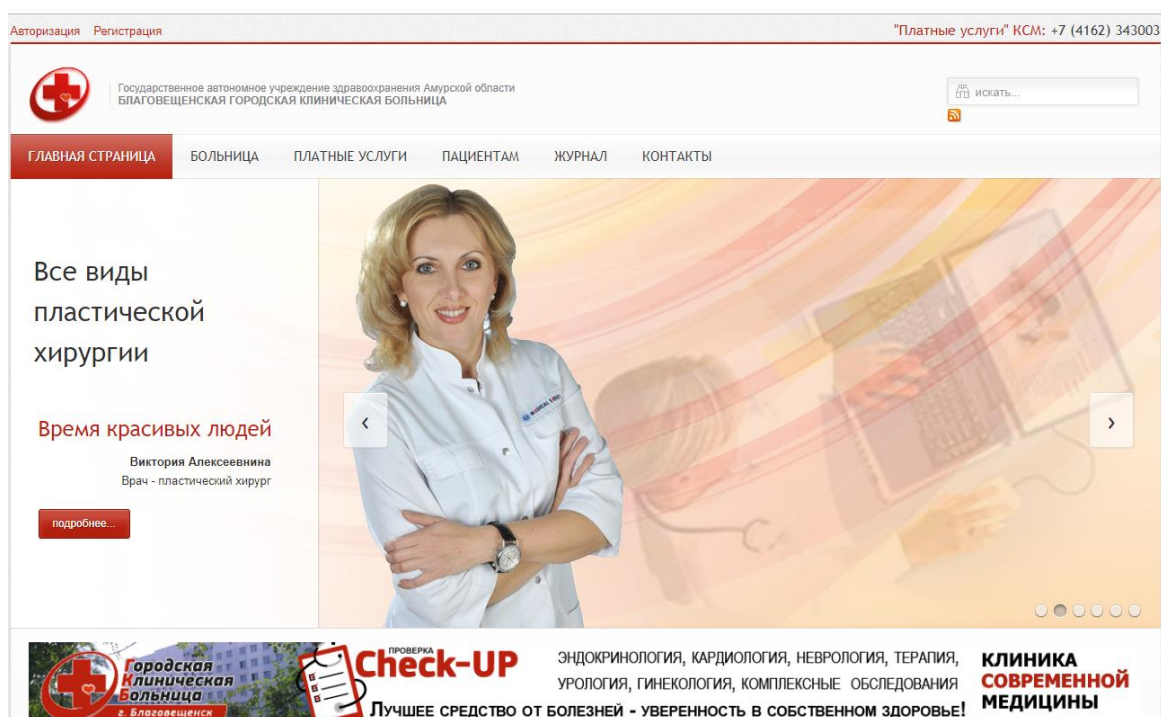 Авторизация Регистрация
"Платные услуги" КСМ: +7 (4162) 343003
Государственное автономное учреждение здравоохранения Амурской области
БЛАГОВЕЩЕНСКАЯ ГОРОДСКАЯ КЛИНИЧЕСКАЯ БОЛЬНИЦА
искать...
ГЛАВНАЯ СТРАНИЦА БОЛЬНИЦА ПЛАТНЫЕ УСЛУГИ ПАЦИЕНТАМ ЖУРНАЛ КОНТАКТЫ
Все виды
пластической
хирургии
Время красивых людей
Виктория Алексеевнина
Врач - пластический хирург
подробнее...
Городская
Клиническая
Больница
г. Благовещенск
ПРОВЕРКА
Check-UP
ЭНДОКРИНОЛОГИЯ, КАРДИОЛОГИЯ, НЕВРОЛОГИЯ, ТЕРАПИЯ,
УРОЛОГИЯ, ГИНЕКОЛОГИЯ, КОМПЛЕКСНЫЕ ОБСЛЕДОВАНИЯ
ЛУЧШЕЕ СРЕДСТВО ОТ БОЛЕЗНЕЙ - УВЕРЕННОСТЬ В СОБСТВЕННОМ ЗДОРОВЬЕ!
КЛИНИКА
СОВРЕМЕННОЙ
МЕДИЦИНЫ